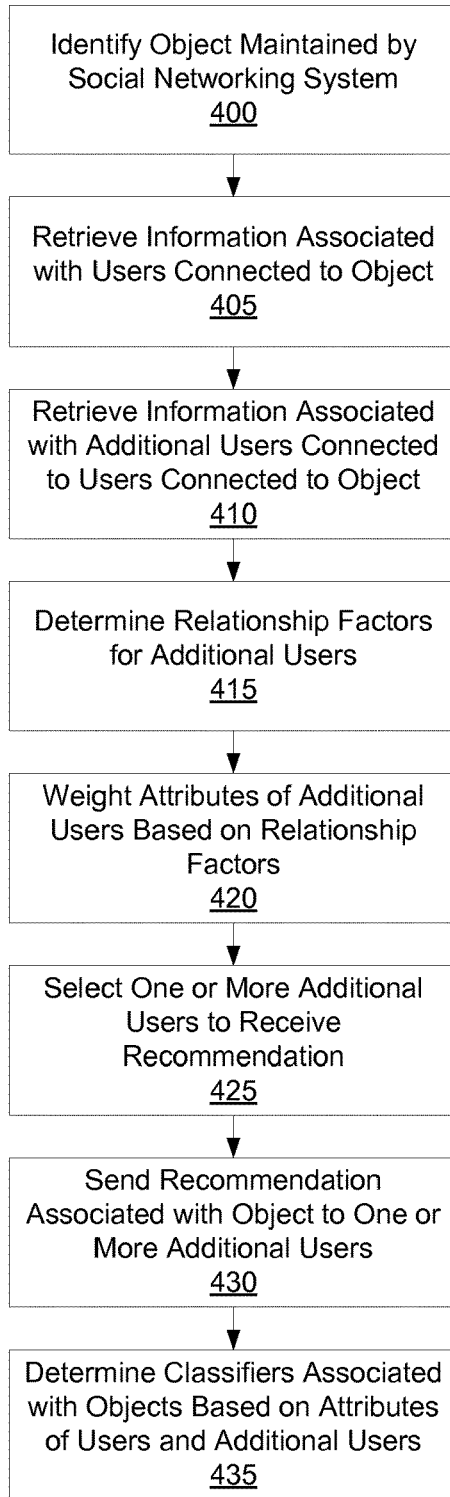 Identify Object Maintained by
Social Networking System
400
Retrieve Information Associated
with Users Connected to Object
405
Retrieve Information Associated
with Additional Users Connected
to Users Connected to Object
410
Determine Relationship Factors
for Additional Users
415
Weight Attributes of Additional
Users Based on Relationship
Factors
420
Select One or More Additional
Users to Receive
Recommendation
425
Send Recommendation
Associated with Object to One or
More Additional Users
430
Determine Classifiers Associated
with Objects Based on Attributes
of Users and Additional Users
435